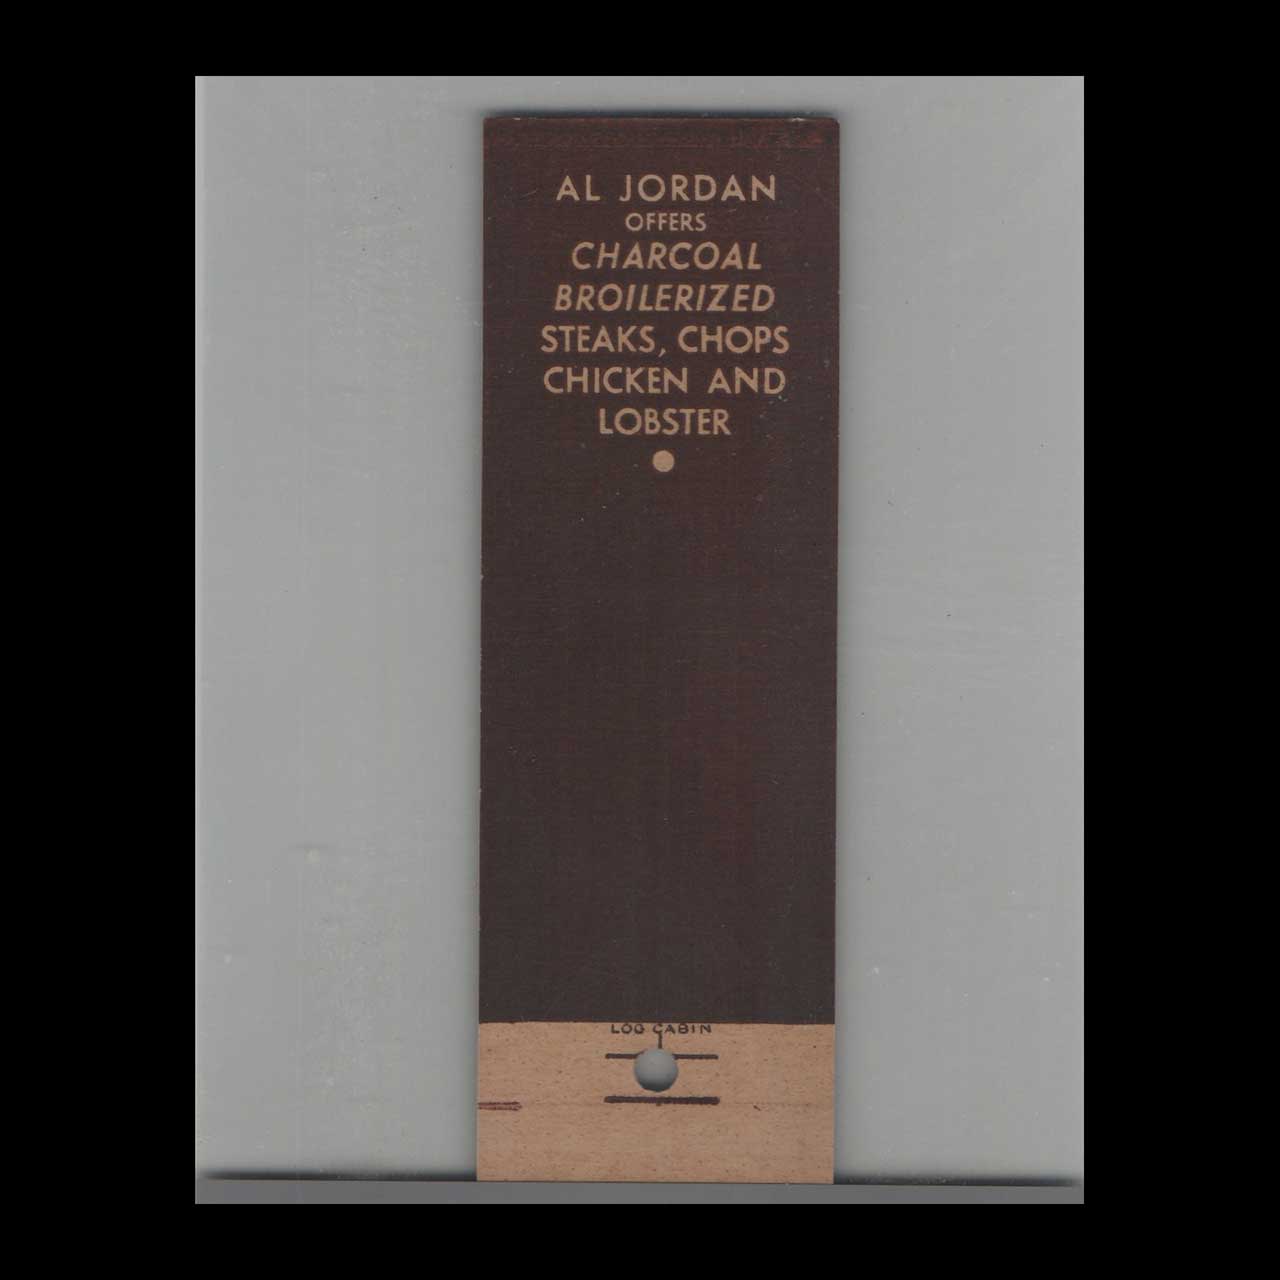 AL JORDAN
OFFERS
CHARCOAL
BROILERIZED
STEAKS, CHOPS
CHICKEN AND
LOBSTER
LOG CABIN